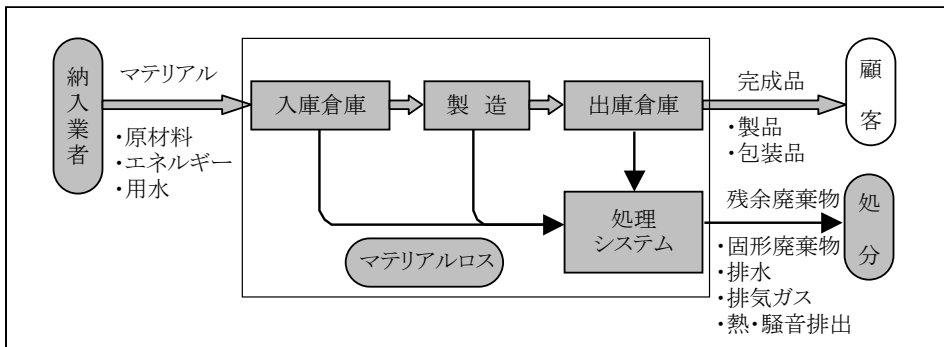 納入業者
マテリアル
・原材料
・エネルギー
・用水
入庫倉庫
製造
出庫倉庫
完成品
・製品
・包装品
顧客
処理
システム
マテリアルロス
残余廃棄物
・固形廃棄物
・排水
・排気ガス
・熱・騒音排出
処分